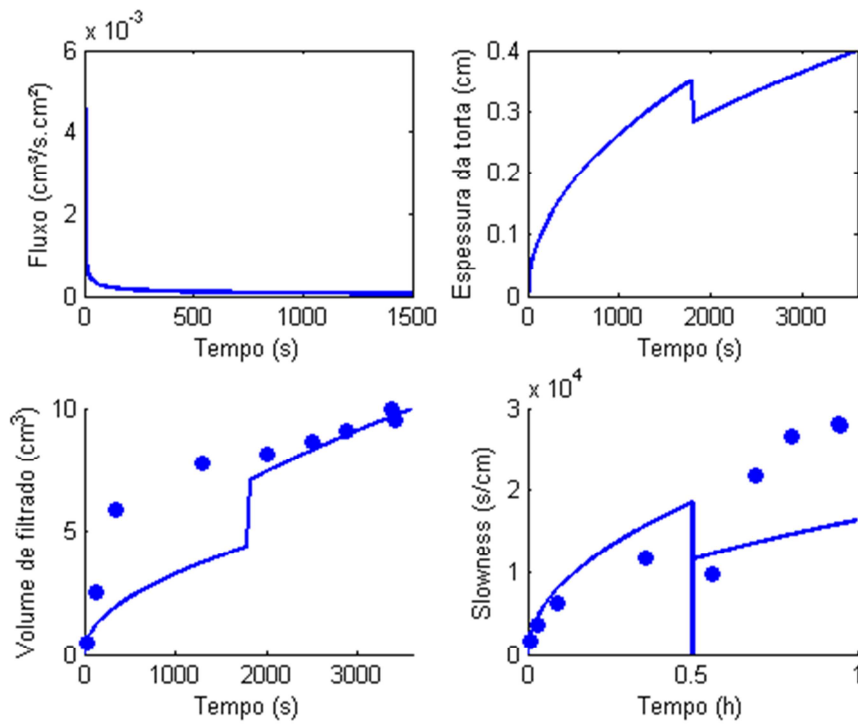 x 10⁻³
6
4
2
0
Fluxo (cm³/s.cm²)
0 500 1000 1500
Tempo (s)
0.4
0.3
0.2
0.1
0
Espessura da torta (cm)
0 1000 2000 3000
Tempo (s)
10
5
0
Volume de filtrado (cm³)
0 1000 2000 3000
Tempo (s)
x 10⁴
3
2
1
0
Slowness (s/cm)
0 0.5 1
Tempo (h)